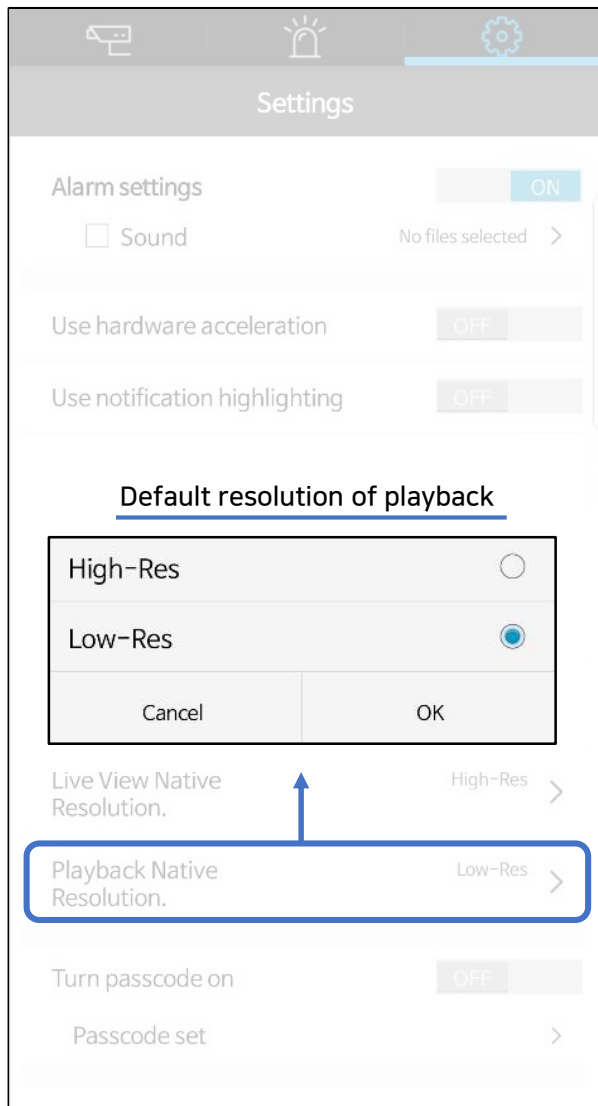 Settings
Alarm settings ON
Sound No files selected
Use hardware acceleration OFF
Use notification highlighting OFF
Default resolution of playback
High-Res
Low-Res
Cancel OK
Live View Native High-Res
Resolution.
Playback Native Low-Res
Resolution.
Turn passcode on OFF
Passcode set